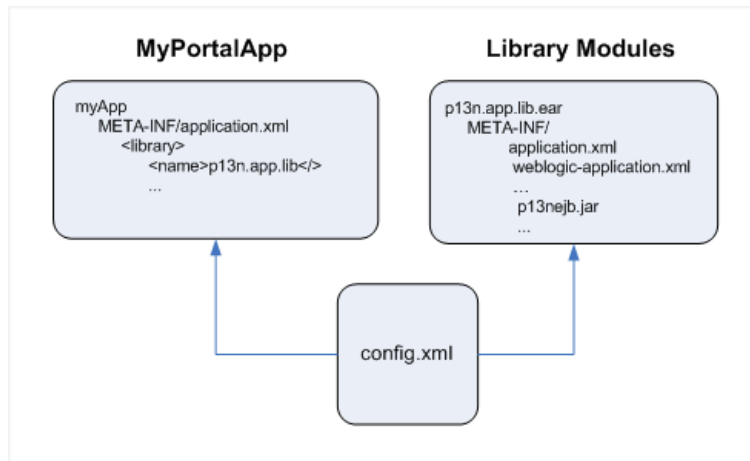 MyPortalApp
myApp
META-INF/application.xml
<library>
<name>p13n.app.lib</>
...
Library Modules
p13n.app.lib.ear
META-INF/
application.xml
weblogic-application.xml
...
p13nejb.jar
...
config.xml